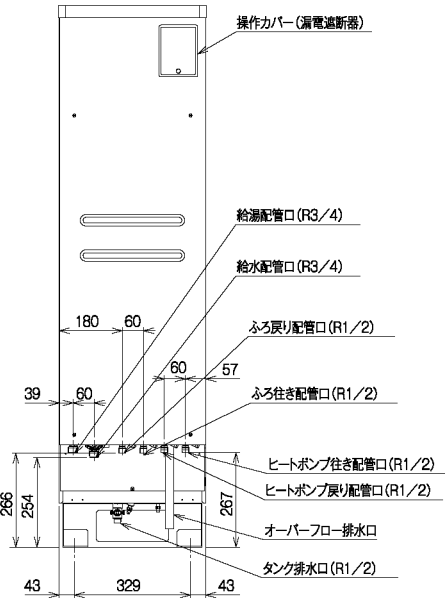 操作カバー(漏電遮断器)
給湯配管口(R3/4)
給水配管口(R3/4)
180
60
ふろ戻り配管口(R1/2)
60
57
39
60
ふろ往き配管口(R1/2)
ヒートポンプ往き配管口(R1/2)
ヒートポンプ戻り配管口(R1/2)
266
254
267
オーバーフロー排水口
タンク排水口(R1/2)
43
329
43